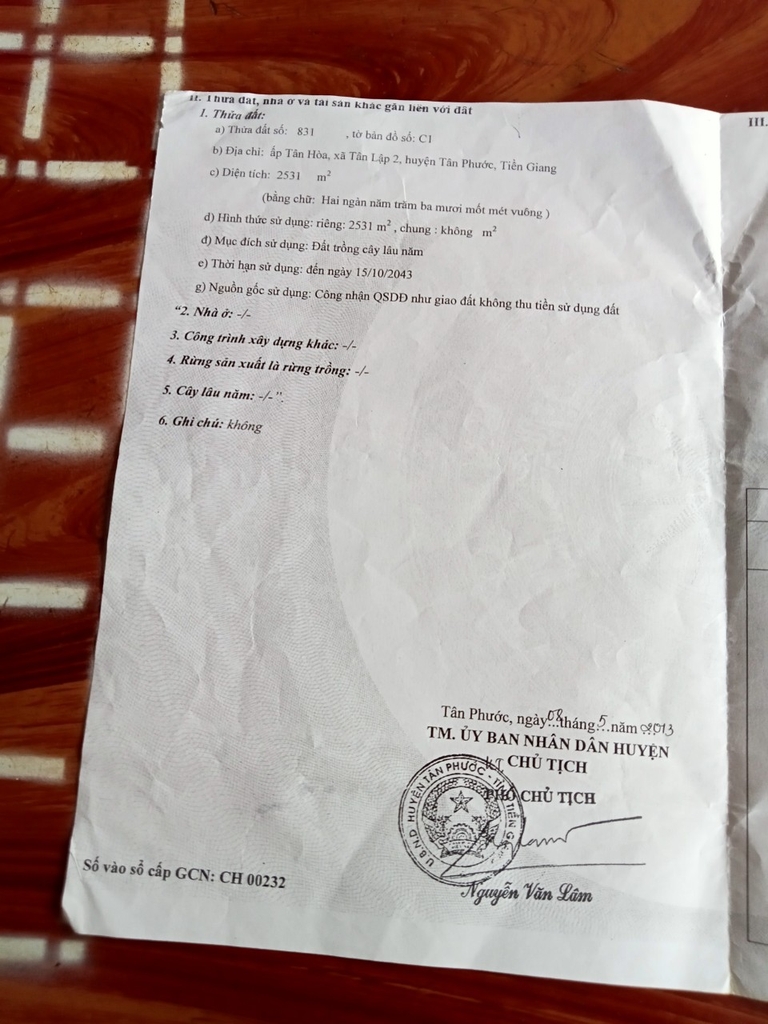 II. Thửa đất, nhà ở và tài sản khác gắn liền với đất
1. Thửa đất:
a) Thửa đất số: 831 , tờ bản đồ số: C1
b) Địa chỉ: ấp Tân Hòa, xã Tân Lập 2, huyện Tân Phước, Tiền Giang
c) Diện tích: 2531 m²
(bằng chữ: Hai ngàn năm trăm ba mươi mốt mét vuông )
d) Hình thức sử dụng: riêng: 2531 m² , chung : không m²
đ) Mục đích sử dụng: Đất trồng cây lâu năm
e) Thời hạn sử dụng: đến ngày 15/10/2043
g) Nguồn gốc sử dụng: Công nhận QSDĐ như giao đất không thu tiền sử dụng đất
“2. Nhà ở: -/-
3. Công trình xây dựng khác: -/-
4. Rừng sản xuất là rừng trồng: -/-
5. Cây lâu năm: -/-”.
6. Ghi chú: không
III.
Tân Phước, ngày 08 tháng 5 năm 2013
TM. ỦY BAN NHÂN DÂN HUYỆN
KT CHỦ TỊCH
PHÓ CHỦ TỊCH
U.B.N.D HUYỆN TÂN PHƯỚC - T. TIỀN GIANG
Nguyễn Văn Lâm
Số vào sổ cấp GCN: CH 00232